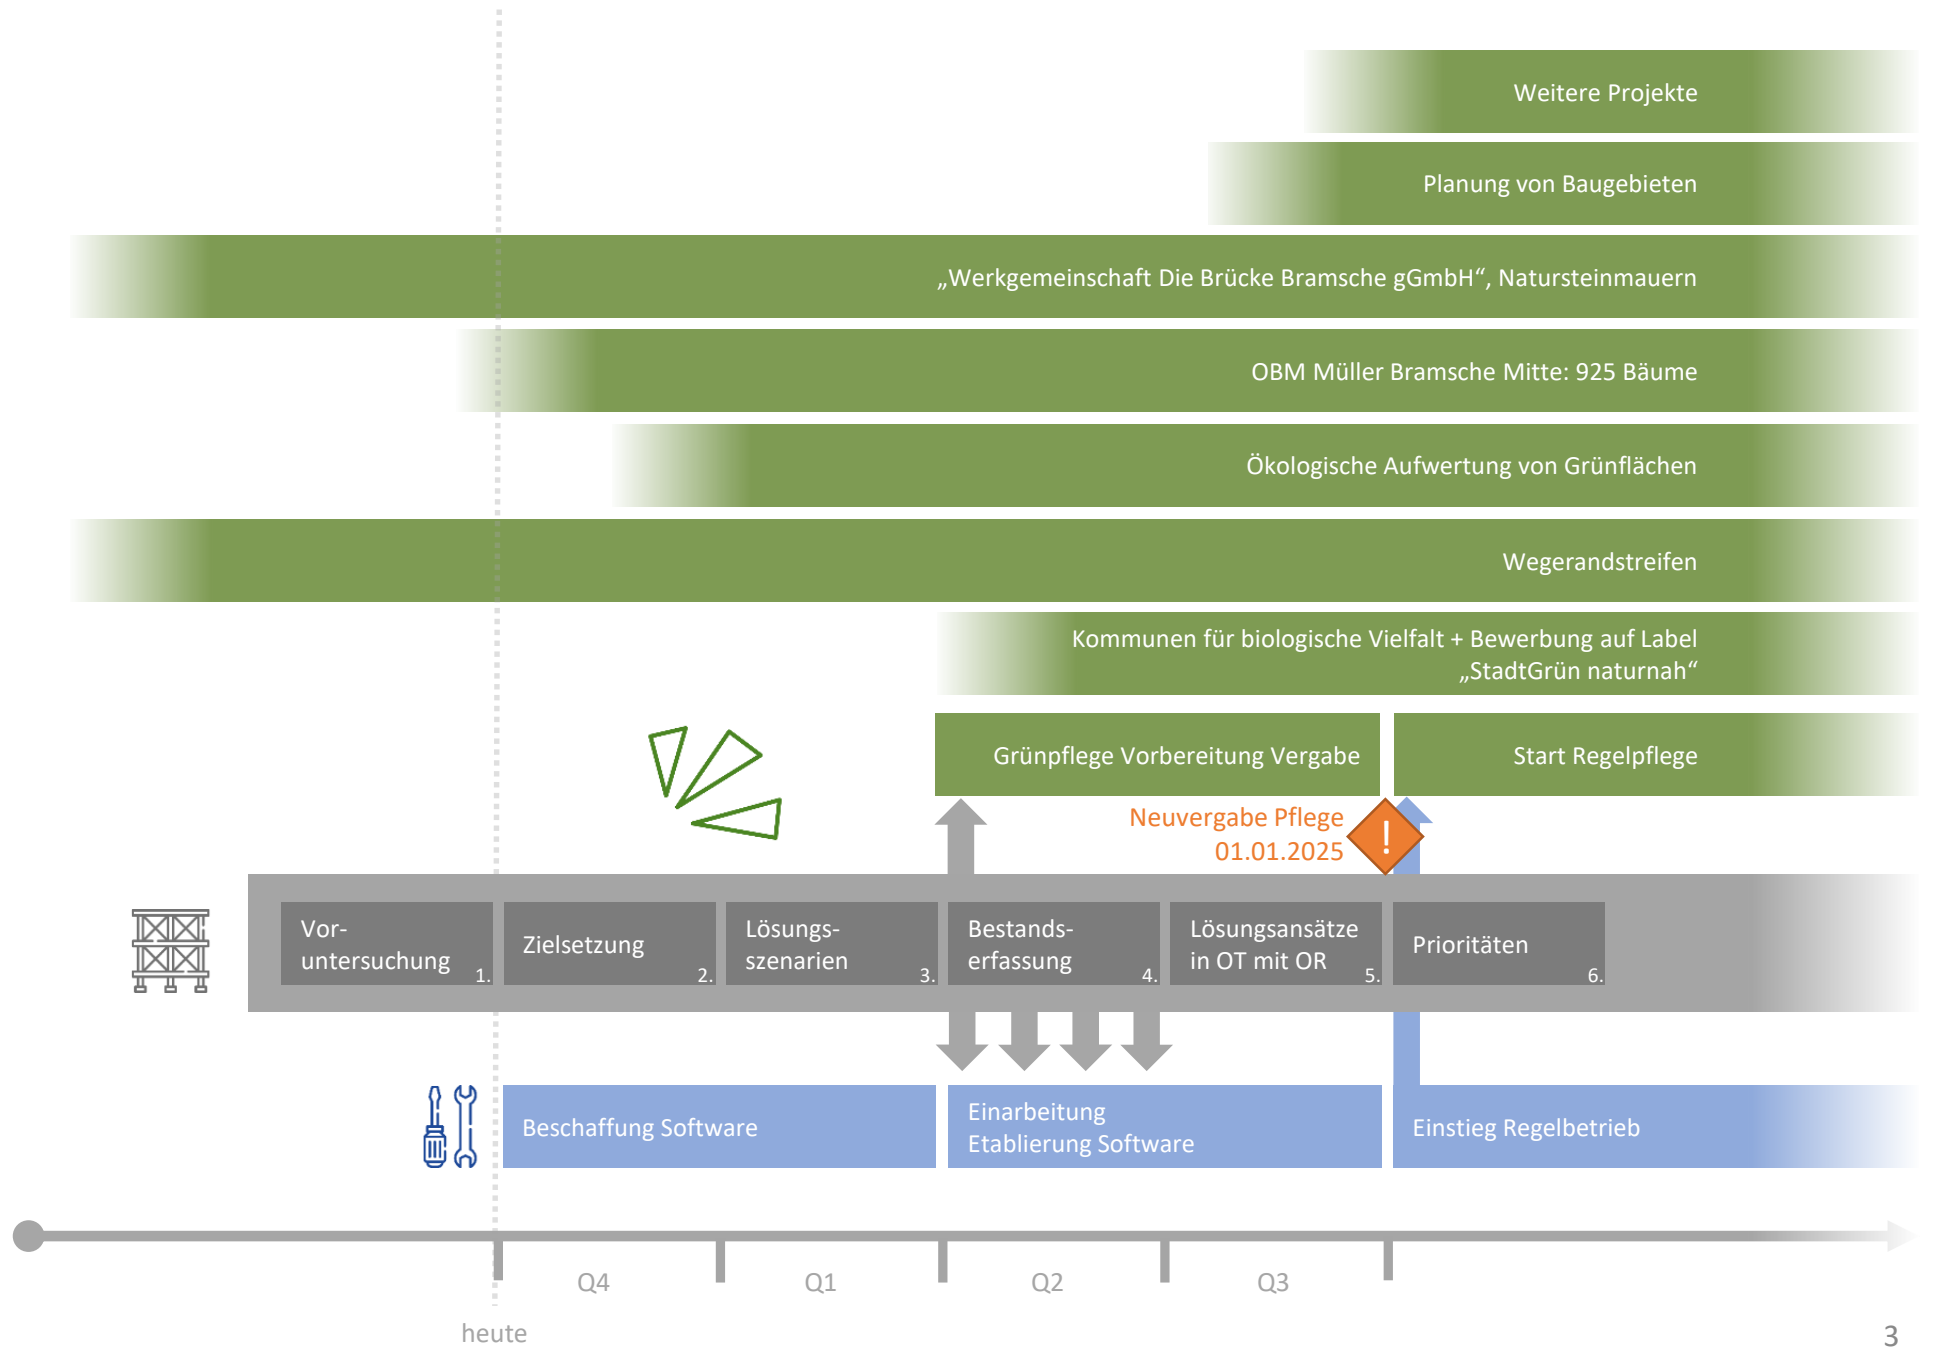 Weitere Projekte
Planung von Baugebieten
„Werkgemeinschaft Die Brücke Bramsche gGmbH“, Natursteinmauern
OBM Müller Bramsche Mitte: 925 Bäume
Ökologische Aufwertung von Grünflächen
Wegerandstreifen
Kommunen für biologische Vielfalt + Bewerbung auf Label
„StadtGrün naturnah“
Grünpflege Vorbereitung Vergabe
Start Regelpflege
Neuvergabe Pflege
01.01.2025
!
Vor-
untersuchung
1.
Zielsetzung
2.
Lösungs-
szenarien
3.
Bestands-
erfassung
4.
Lösungsansätze
in OT mit OR
5.
Prioritäten
6.
Beschaffung Software
Einarbeitung
Etablierung Software
Einstieg Regelbetrieb
Q4
Q1
Q2
Q3
heute
3